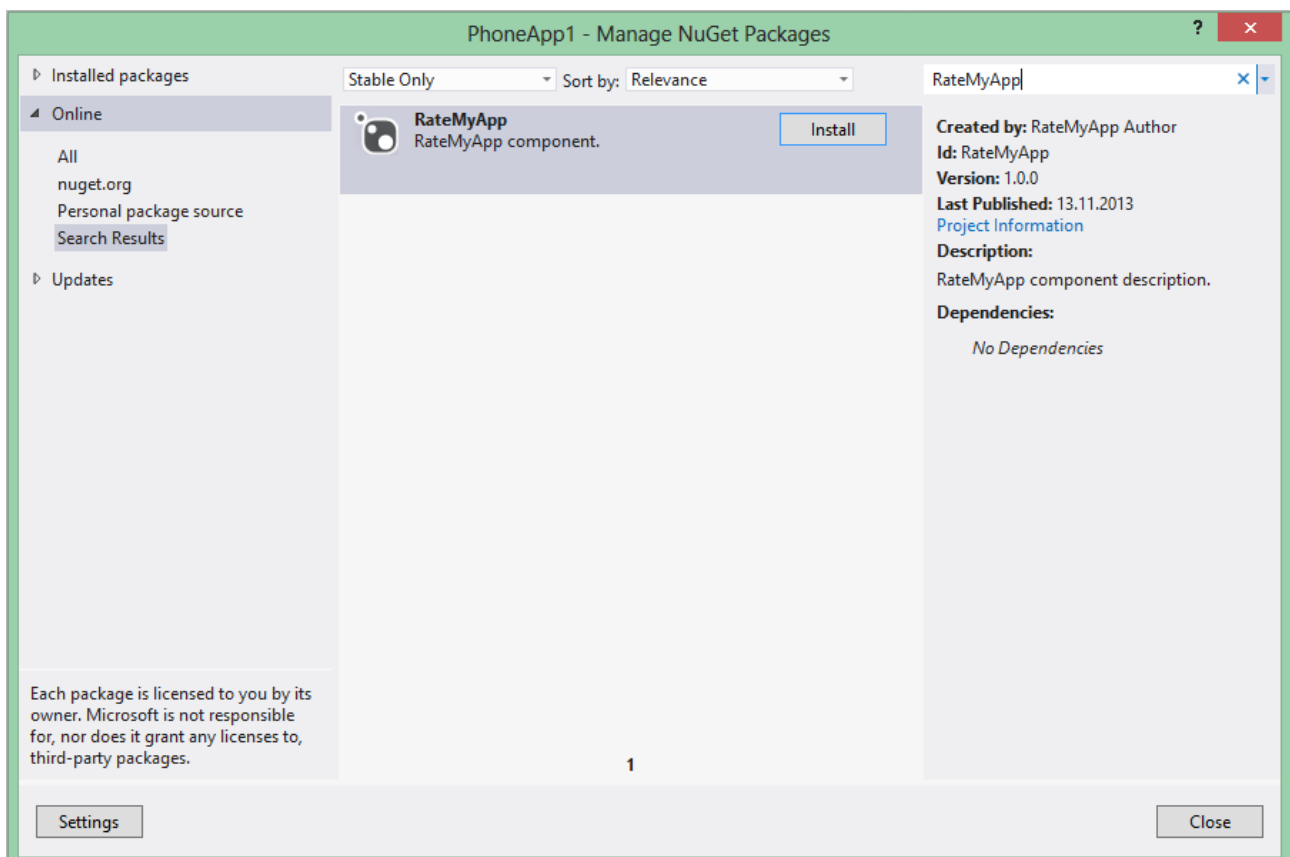 PhoneApp1 - Manage NuGet Packages
?
Installed packages
Online
All
nuget.org
Personal package source
Search Results
Updates
Each package is licensed to you by its
owner. Microsoft is not responsible
for, nor does it grant any licenses to,
third-party packages.
Stable Only Sort by: Relevance
RateMyApp
RateMyApp component.
Install
1
RateMyApp
Created by: RateMyApp Author
Id: RateMyApp
Version: 1.0.0
Last Published: 13.11.2013
Project Information
Description:
RateMyApp component description.
Dependencies:
No Dependencies
Settings
Close